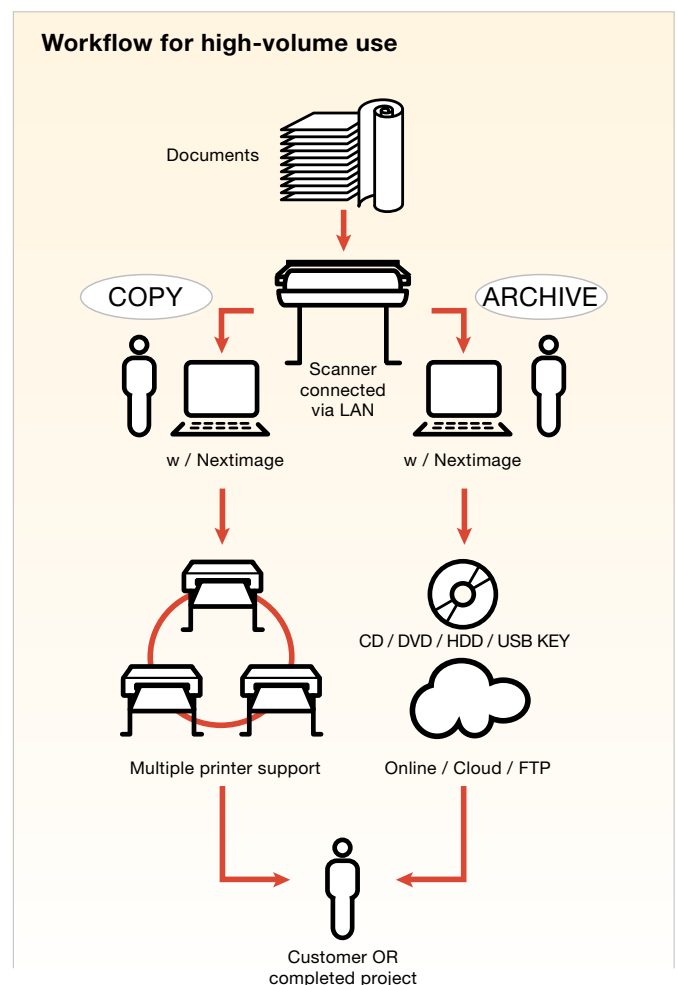 Workflow for high-volume use
Documents
COPY
ARCHIVE
Scanner
connected
via LAN
w / Nextimage
w / Nextimage
CD / DVD / HDD / USB KEY
Multiple printer support
Online / Cloud / FTP
Customer OR
completed project